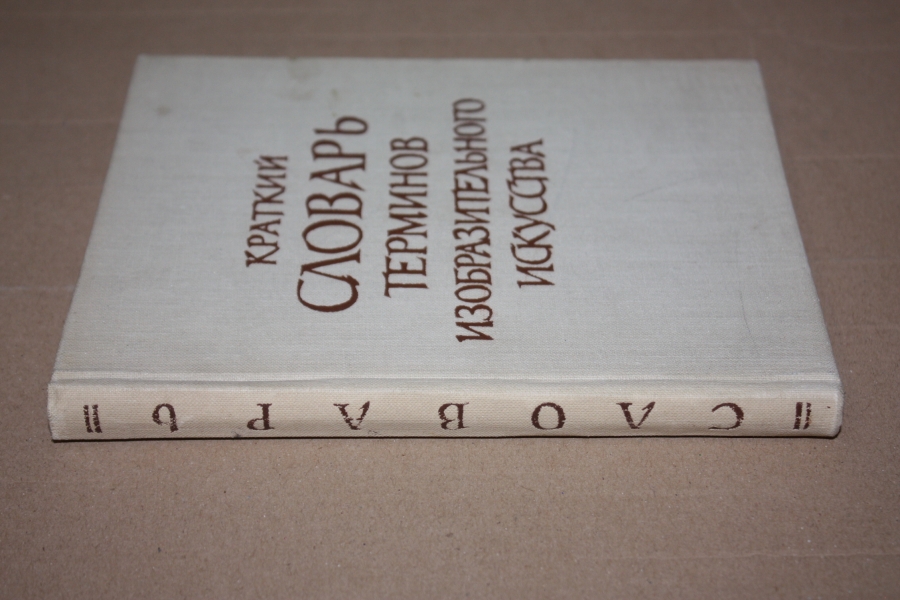 КРАТКИЙ
СЛОВАРЬ
ТЕРМИНОВ
ИЗОБРАЗИТЕЛЬНОГО
ИСКУССТВА
СЛОВАРЬ